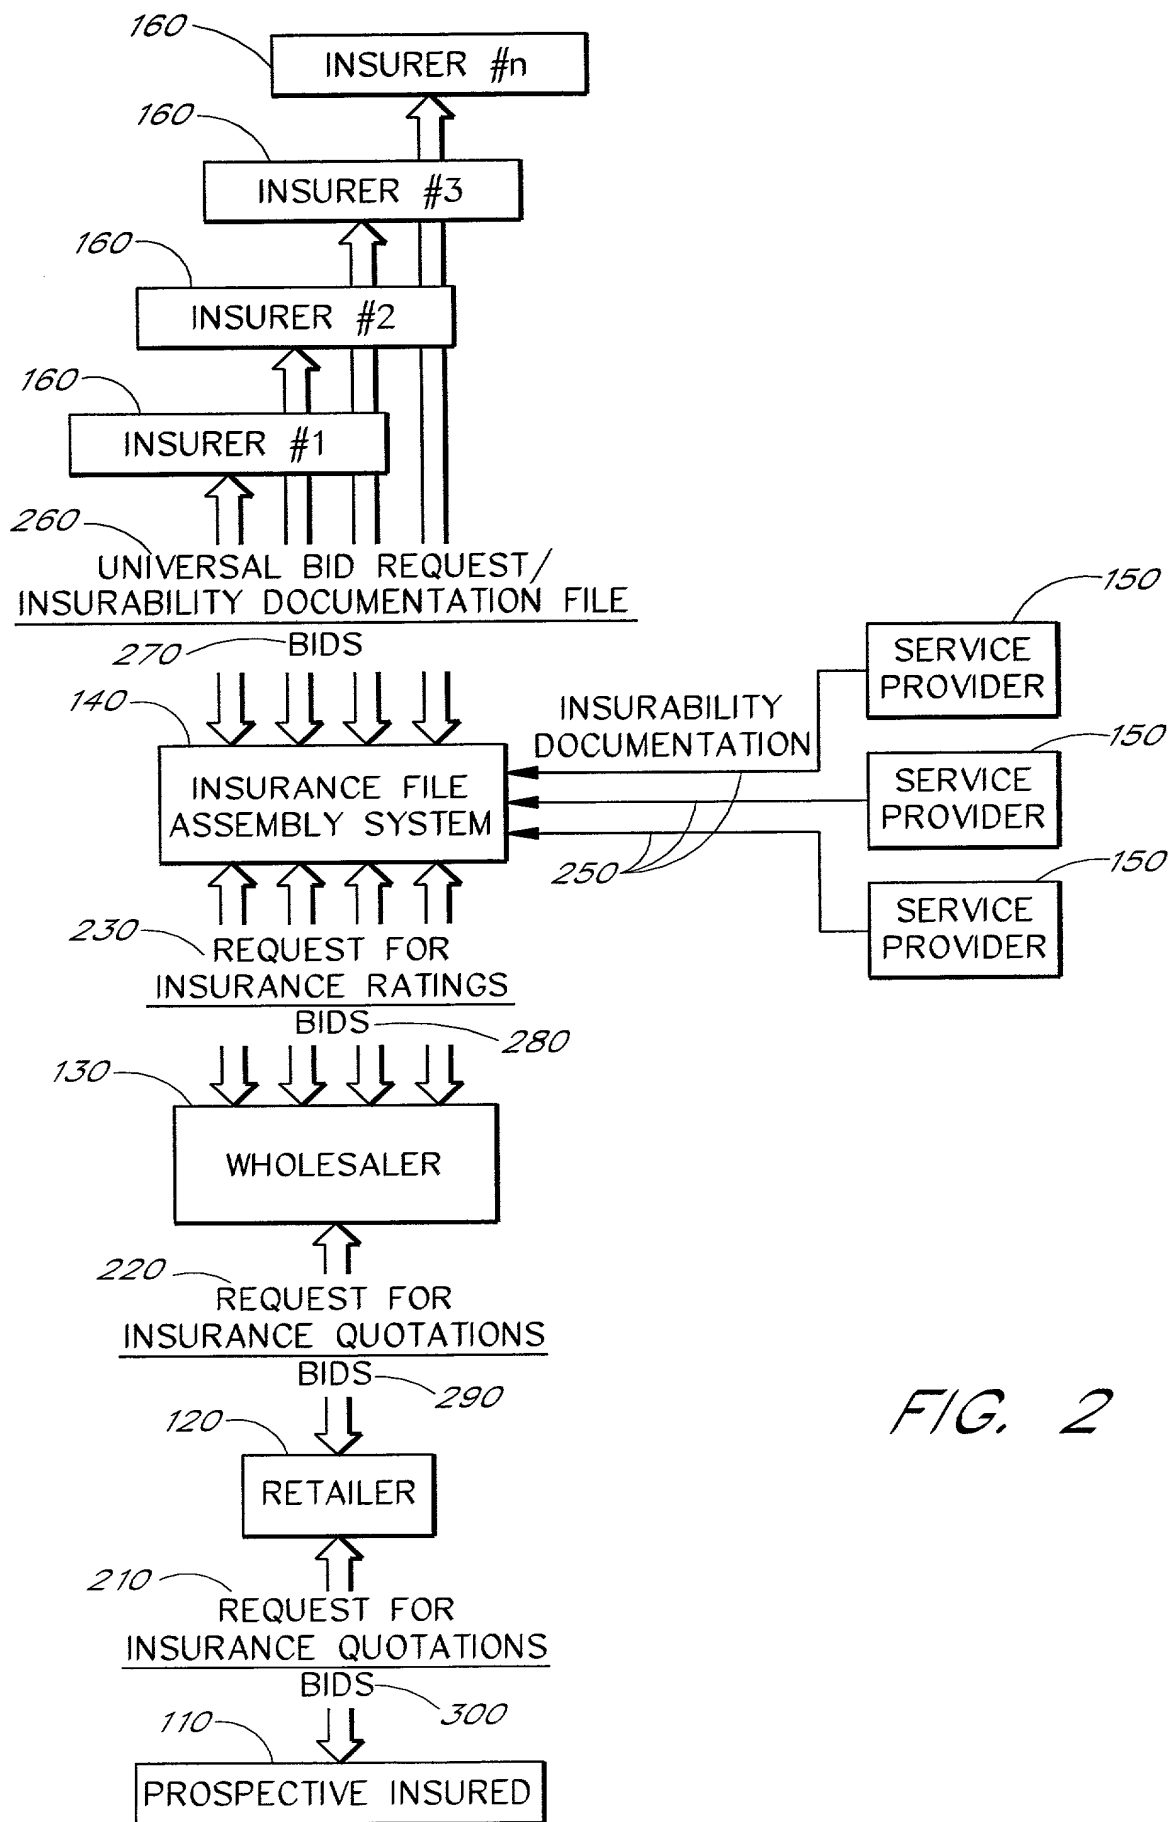 160
INSURER #n
160
INSURER #3
160
INSURER #2
160
INSURER #1
260
UNIVERSAL BID REQUEST/
INSURABILITY DOCUMENTATION FILE
270
BIDS
140
INSURANCE FILE
ASSEMBLY SYSTEM
INSURABILITY
DOCUMENTATION
250
150
SERVICE
PROVIDER
150
SERVICE
PROVIDER
150
SERVICE
PROVIDER
230
REQUEST FOR
INSURANCE RATINGS
BIDS
280
130
WHOLESALER
220
REQUEST FOR
INSURANCE QUOTATIONS
BIDS
290
120
RETAILER
FIG. 2
210
REQUEST FOR
INSURANCE QUOTATIONS
BIDS
300
110
PROSPECTIVE INSURED